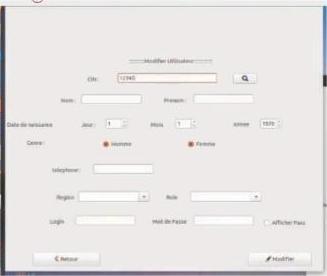 Modifier Utilisateur
CIN: 12345
Nom: Prenom:
Date de naissance Jour: 1 Mois 1 Annee 1970
Genre: Homme Femme
telephone:
Region Role
Login Mot de Passe Afficher Pass
Retour Modifier